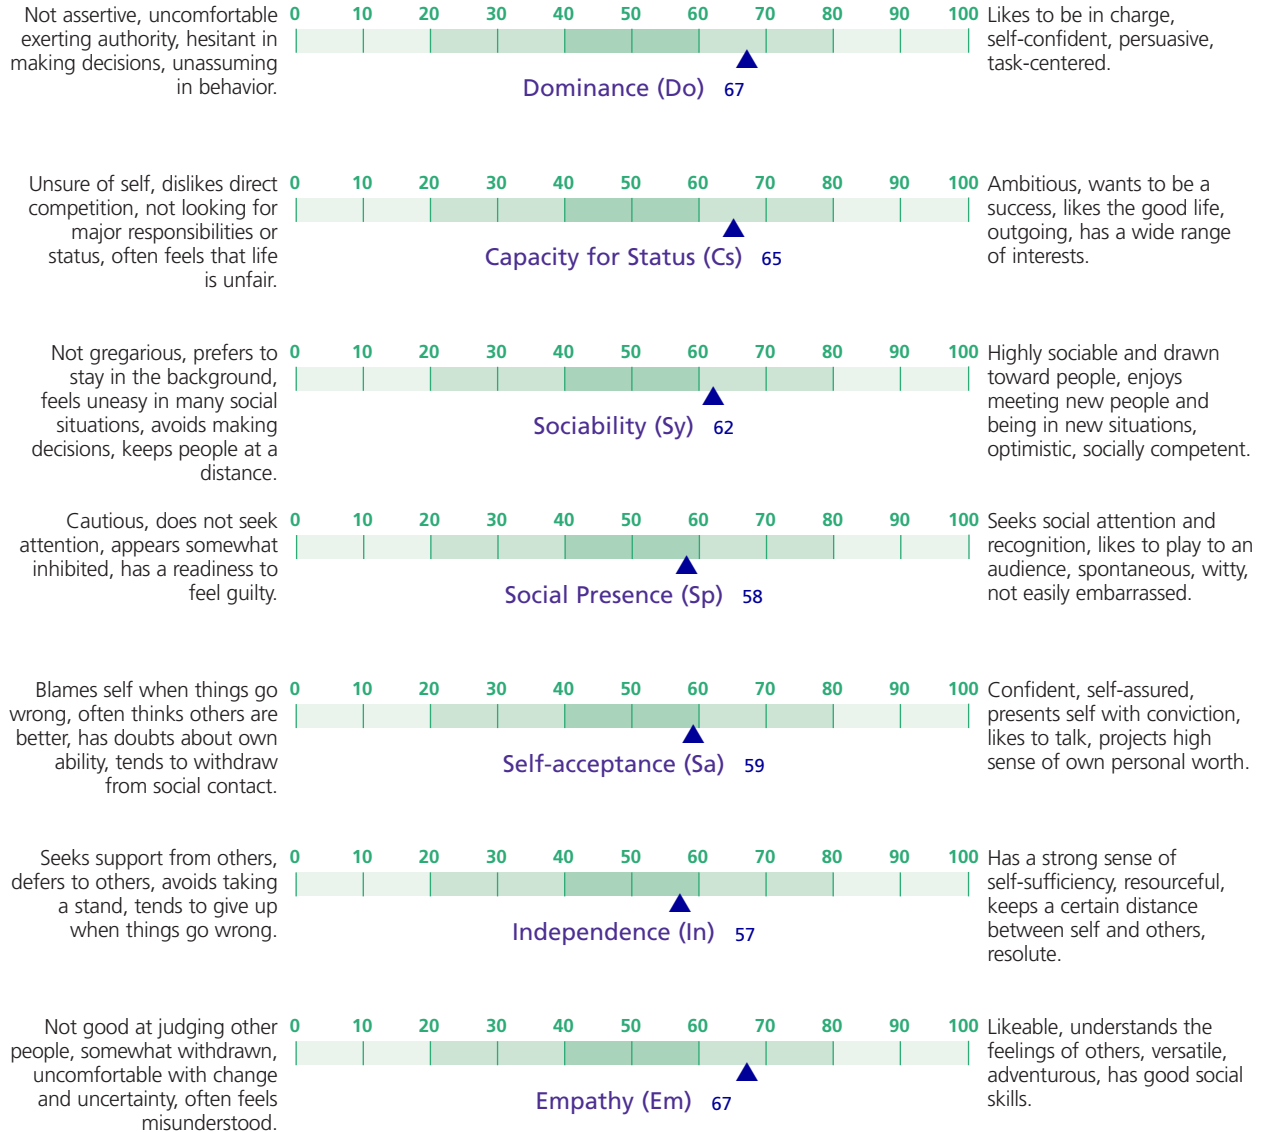 Not assertive, uncomfortable
exerting authority, hesitant in
making decisions, unassuming
in behavior.
0 10 20 30 40 50 60 70 80 90 100
Likes to be in charge,
self-confident, persuasive,
task-centered.
Dominance (Do) 67
Unsure of self, dislikes direct
competition, not looking for
major responsibilities or
status, often feels that life
is unfair.
0 10 20 30 40 50 60 70 80 90 100
Ambitious, wants to be a
success, likes the good life,
outgoing, has a wide range
of interests.
Capacity for Status (Cs) 65
Not gregarious, prefers to
stay in the background,
feels uneasy in many social
situations, avoids making
decisions, keeps people at a
distance.
0 10 20 30 40 50 60 70 80 90 100
Highly sociable and drawn
toward people, enjoys
meeting new people and
being in new situations,
optimistic, socially competent.
Sociability (Sy) 62
Cautious, does not seek
attention, appears somewhat
inhibited, has a readiness to
feel guilty.
0 10 20 30 40 50 60 70 80 90 100
Seeks social attention and
recognition, likes to play to an
audience, spontaneous, witty,
not easily embarrassed.
Social Presence (Sp) 58
Blames self when things go
wrong, often thinks others are
better, has doubts about own
ability, tends to withdraw
from social contact.
0 10 20 30 40 50 60 70 80 90 100
Confident, self-assured,
presents self with conviction,
likes to talk, projects high
sense of own personal worth.
Self-acceptance (Sa) 59
Seeks support from others,
defers to others, avoids taking
a stand, tends to give up
when things go wrong.
0 10 20 30 40 50 60 70 80 90 100
Has a strong sense of
self-sufficiency, resourceful,
keeps a certain distance
between self and others,
resolute.
Independence (In) 57
Not good at judging other
people, somewhat withdrawn,
uncomfortable with change
and uncertainty, often feels
misunderstood.
0 10 20 30 40 50 60 70 80 90 100
Likeable, understands the
feelings of others, versatile,
adventurous, has good social
skills.
Empathy (Em) 67